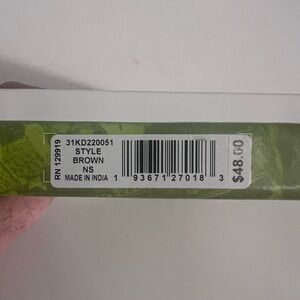 RN 129919
31KD220051
STYLE
BROWN
NS
MADE IN INDIA
1 93671 27018 3
$48.00